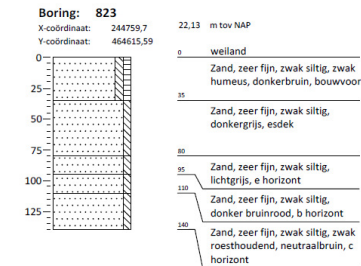 Boring: 823
X-coördinaat: 244759,7
Y-coördinaat: 464615,59
22,13 m tov NAP
0
25
50
75
100
125
0 weiland
Zand, zeer fijn, zwak siltig, zwak
humeus, donkerbruin, bouwvoor
35
Zand, zeer fijn, zwak siltig,
donkergrijs, esdek
80
Zand, zeer fijn, zwak siltig,
lichtgrijs, e horizont
95
Zand, zeer fijn, zwak siltig,
donker bruinrood, b horizont
110
Zand, zeer fijn, zwak siltig, zwak
roesthoudend, neutraalbruin, c
horizont
140